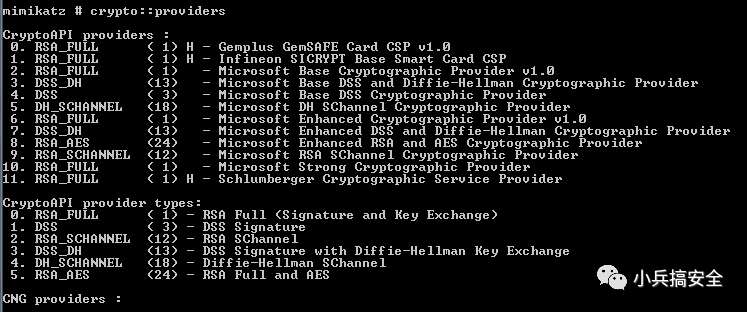 mimikatz # crypto::providers
CryptoAPI providers :
0. RSA_FULL ( 1) H - Gemplus GemSAFE Card CSP v1.0
1. RSA_FULL ( 1) H - Infineon SICRYPT Base Smart Card CSP
2. RSA_FULL ( 1) - Microsoft Base Cryptographic Provider v1.0
3. DSS_DH (13) - Microsoft Base DSS and Diffie-Hellman Cryptographic Provider
4. DSS ( 3) - Microsoft Base DSS Cryptographic Provider
5. DH_SCHANNEL (18) - Microsoft DH SChannel Cryptographic Provider
6. RSA_FULL ( 1) - Microsoft Enhanced Cryptographic Provider v1.0
7. DSS_DH (13) - Microsoft Enhanced DSS and Diffie-Hellman Cryptographic Provider
8. RSA_AES (24) - Microsoft Enhanced RSA and AES Cryptographic Provider
9. RSA_SCHANNEL (12) - Microsoft RSA SChannel Cryptographic Provider
10. RSA_FULL ( 1) - Microsoft Strong Cryptographic Provider
11. RSA_FULL ( 1) H - Schlumberger Cryptographic Service Provider
CryptoAPI provider types:
0. RSA_FULL ( 1) - RSA Full (Signature and Key Exchange)
1. DSS ( 3) - DSS Signature
2. RSA_SCHANNEL (12) - RSA SChannel
3. DSS_DH (13) - DSS Signature with Diffie-Hellman Key Exchange
4. DH_SCHANNEL (18) - Diffie-Hellman SChannel
5. RSA_AES (24) - RSA Full and AES
小兵搞安全
CNG providers :